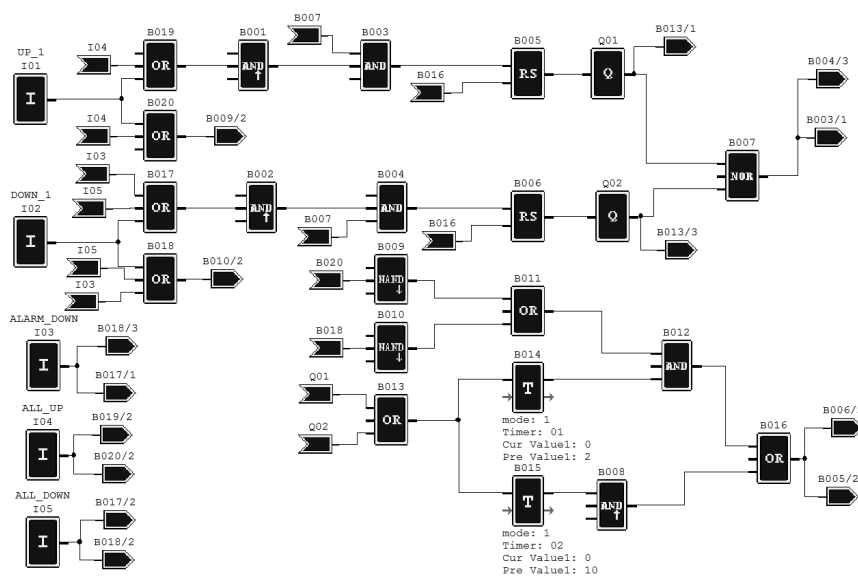 B019 B001 B007 B003 B005 Q01 B013/1
UP_1 I04
I01
OR AND B016 RS Q B004/3
I AND
B020 B009/2
I04 OR B003/1
I03 B007
B017 B002 B004 B006 Q02 NOR
DOWN_1 I05
I02 OR AND AND RS Q
B007 B016
I B018 B009 B013/3
I05 B010/2 B020 NAND B011
OR
I03 B010 OR B012
ALARM_DOWN B018/3 B018 NAND
I03 B014 AND
I B017/1 Q01 B013 T
ALL_UP B019/2 OR mode: 1
I04 Q02 Timer: 01 B016 B006/
I B020/2 Cur Value1: 0
Pre Value1: 2 OR
ALL_DOWN B015 B008
I05 B017/2 T AND B005/2
I mode: 1
B018/2 Timer: 02
Cur Value1: 0
Pre Value1: 10